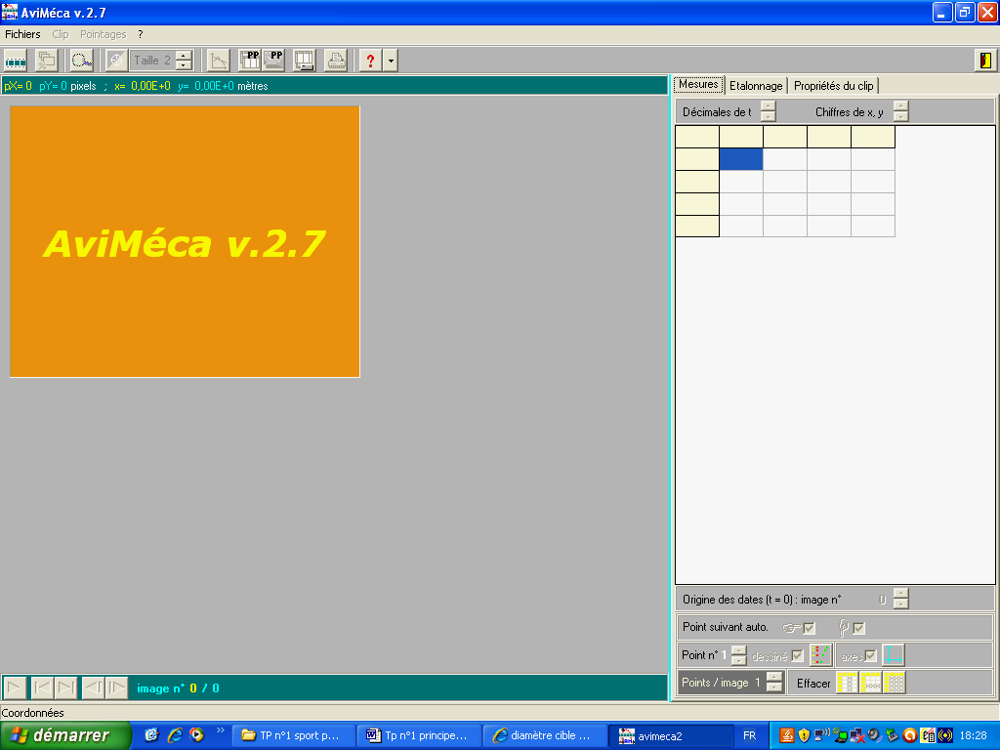 AviMéca v.2.7
Fichiers Clip Pointages ?
Taille 2 PP PP ?
pX= 0 pY= 0 pixels ; x= 0,00E+0 y= 0,00E+0 mètres
Mesures Etalonnage Propriétés du clip
Décimales de t Chiffres de x, y
AviMéca v.2.7
Origine des dates (t = 0) : image n° 0
Point suivant auto.
Point n° 1 dessiné axes
Points / image 1 Effacer
image n° 0 / 0
Coordonnées
démarrer TP n°1 sport p... Tp n°1 principe... diamètre cible ... avimeca2 FR 18:28